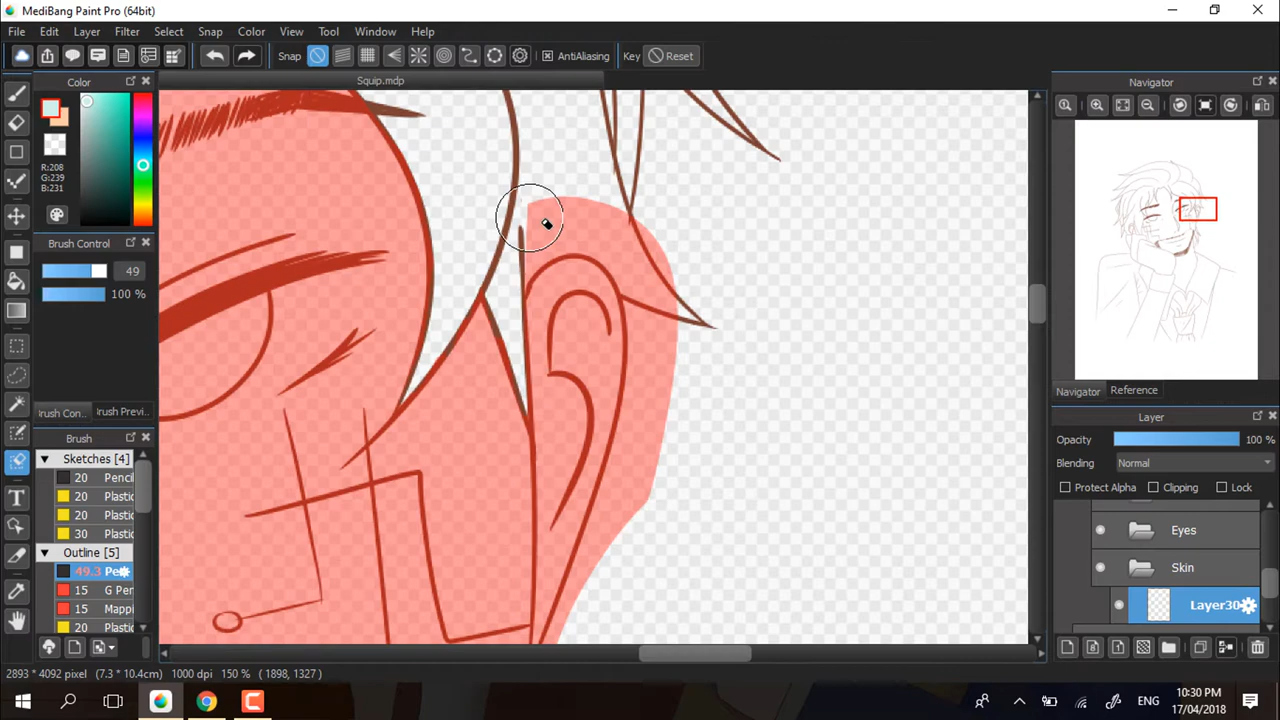 MediBang Paint Pro (64bit)
File Edit Layer Filter Select Snap Color View Tool Window Help
Snap AntiAliasing Key Reset
Squip.mdp
Color
R:208
G:239
B:231
Brush Control
49
100 %
Brush Previ..
Brush
Sketches [4]
20 Pencil
20 Plastic
20 Plastic
30 Plastic
Outline [5]
49.3 Pen
15 G Pen
15 Mappi
20 Plastic
Navigator
Navigator Reference
Layer
Opacity 100 %
Blending Normal
Protect Alpha Clipping Lock
Eyes
Skin
Layer30
2893 * 4092 pixel (7.3 * 10.4cm) 1000 dpi 150 % ( 1898, 1327 )
ENG
10:30 PM
17/04/2018